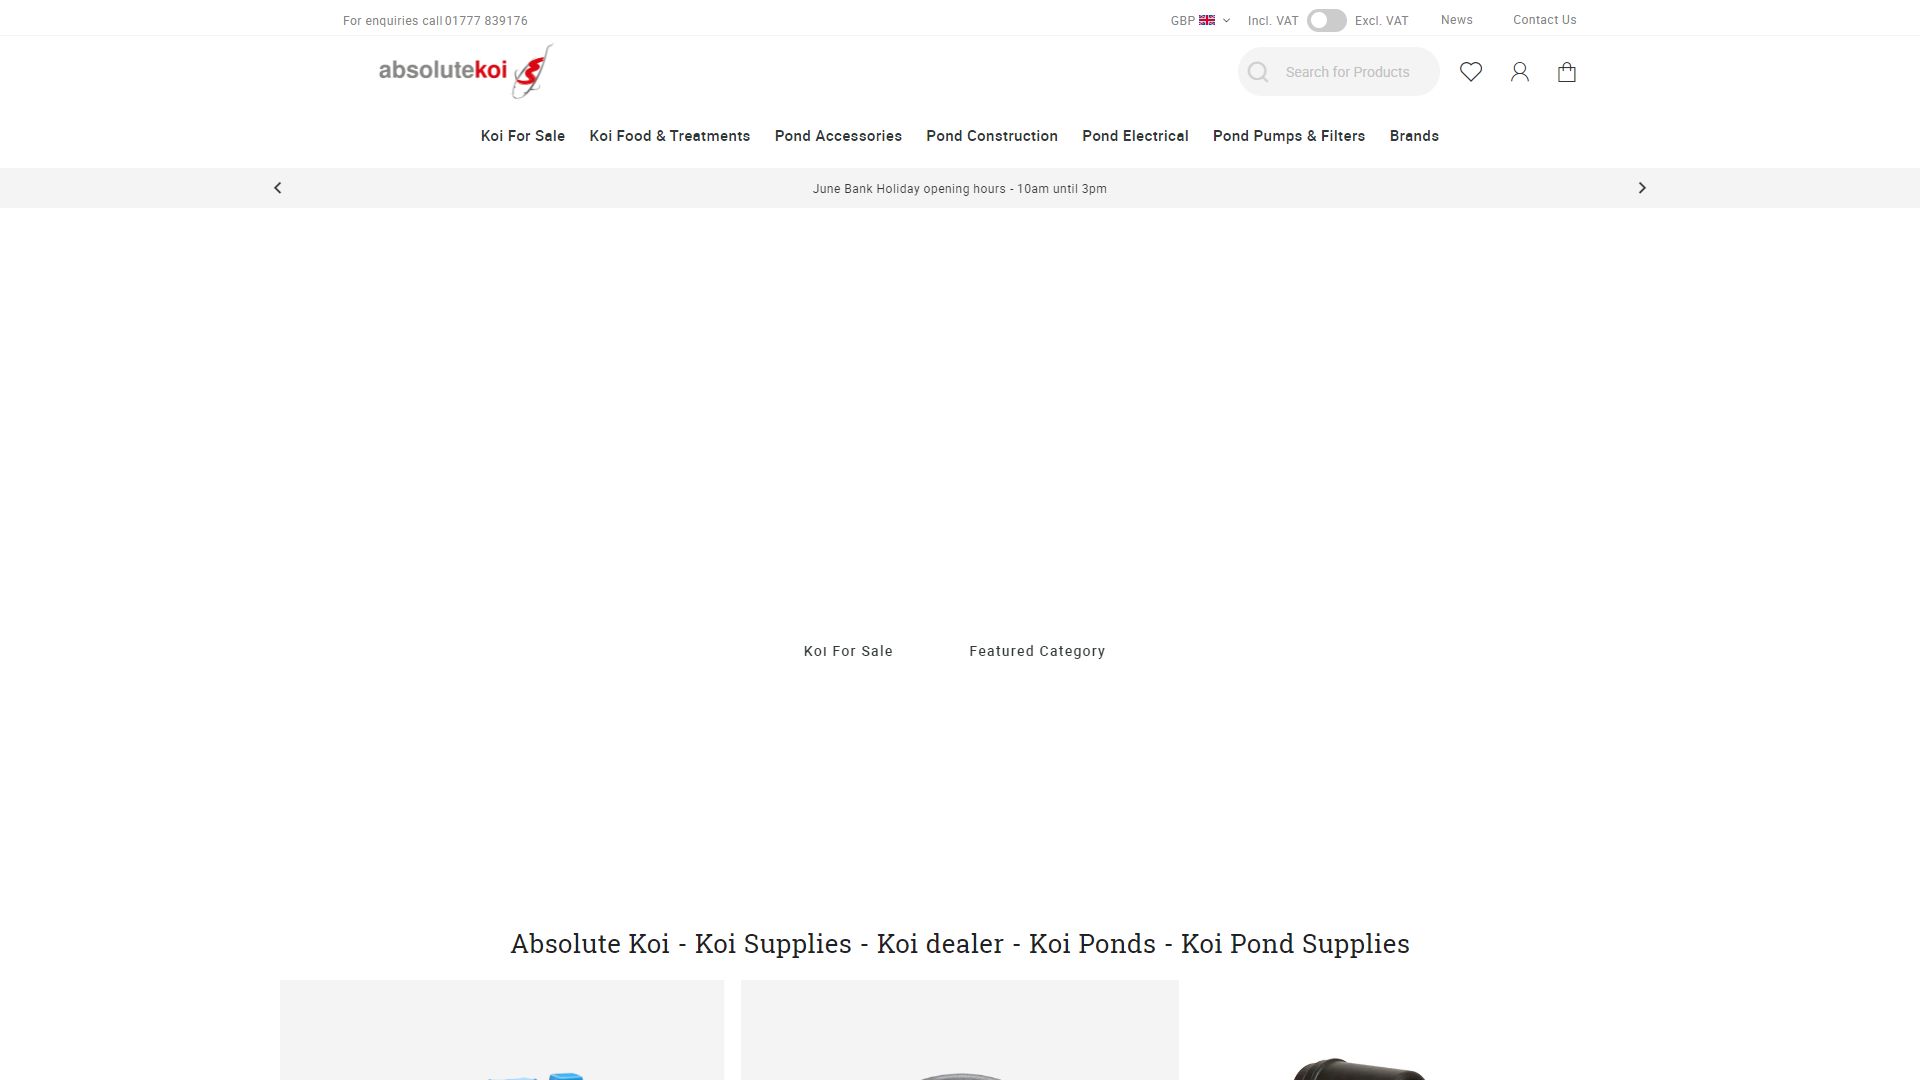 For enquiries call 01777 839176
GBP Incl. VAT Excl. VAT News Contact Us
absolutekoi
Search for Products
Koi For Sale Koi Food & Treatments Pond Accessories Pond Construction Pond Electrical Pond Pumps & Filters Brands
June Bank Holiday opening hours - 10am until 3pm
Koi For Sale Featured Category
Absolute Koi - Koi Supplies - Koi dealer - Koi Ponds - Koi Pond Supplies